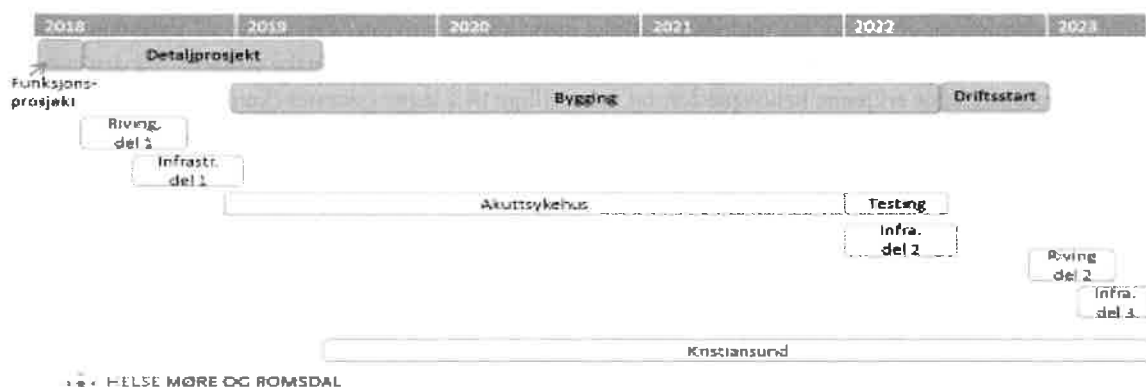 2018 2019 2020 2021 2022 2023
Detaljprosjekt
Funksjons-
prosjekt
Bygging
Driftsstart
Riving,
del 1
Infrastr.
del 1
Akuttsykehus
Testing
Infra.
del 2
Riving
del 2
Infra.
del 3
Kristiansund
HELSE MØRE OG ROMSDAL